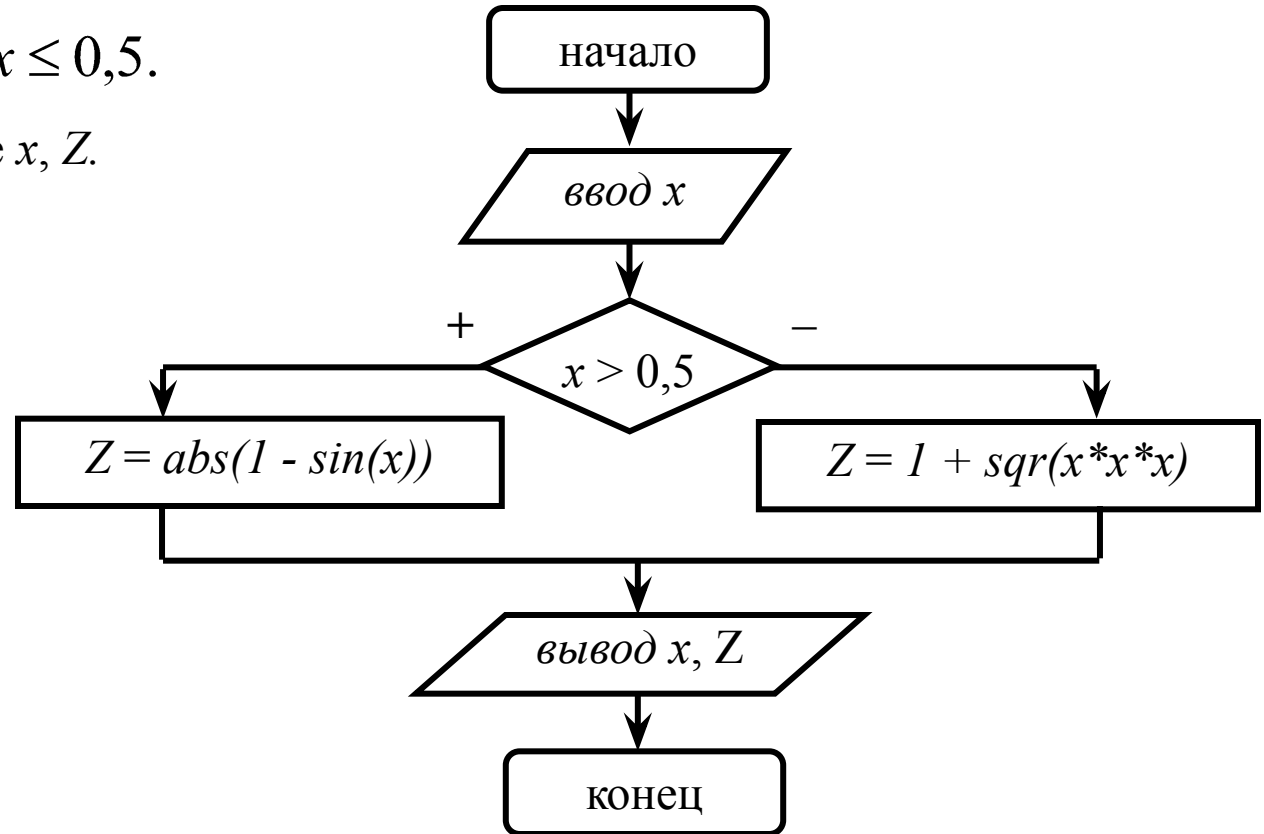 x ≤ 0,5.
x, Z.
начало
ввод x
+
–
x > 0,5
Z = abs(1 - sin(x))
Z = 1 + sqr(x*x*x)
вывод x, Z
конец